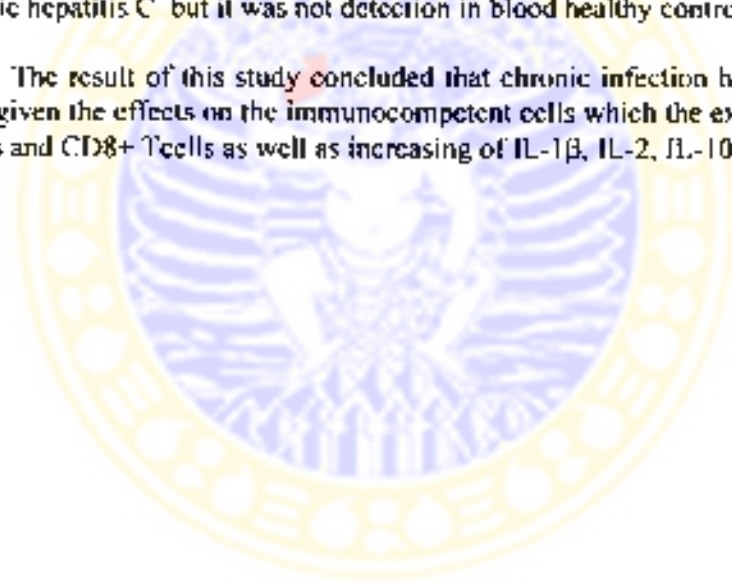 ic hepatitis C but it was not detection in blood healthy contro
The result of this study concluded that chronic infection h
given the effects on the immunocompetent cells which the ex
s and CD8+ Tcells as well as increasing of IL-1β, IL-2, IL-10